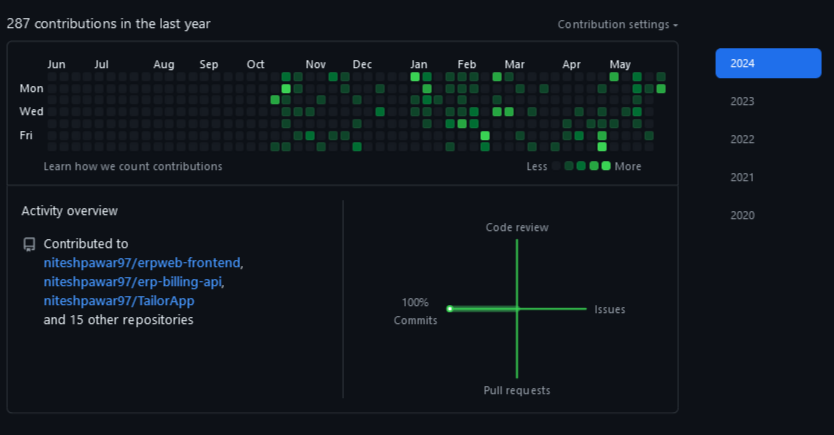 287 contributions in the last year
Contribution settings
Jun Jul Aug Sep Oct Nov Dec Jan Feb Mar Apr May
Mon
Wed
Fri
Learn how we count contributions
Less More
2024
2023
2022
2021
2020
Activity overview
Contributed to
niteshpawar97/erpweb-frontend,
niteshpawar97/erp-billing-api,
niteshpawar97/TailorApp
and 15 other repositories
Code review
100%
Commits
Issues
Pull requests